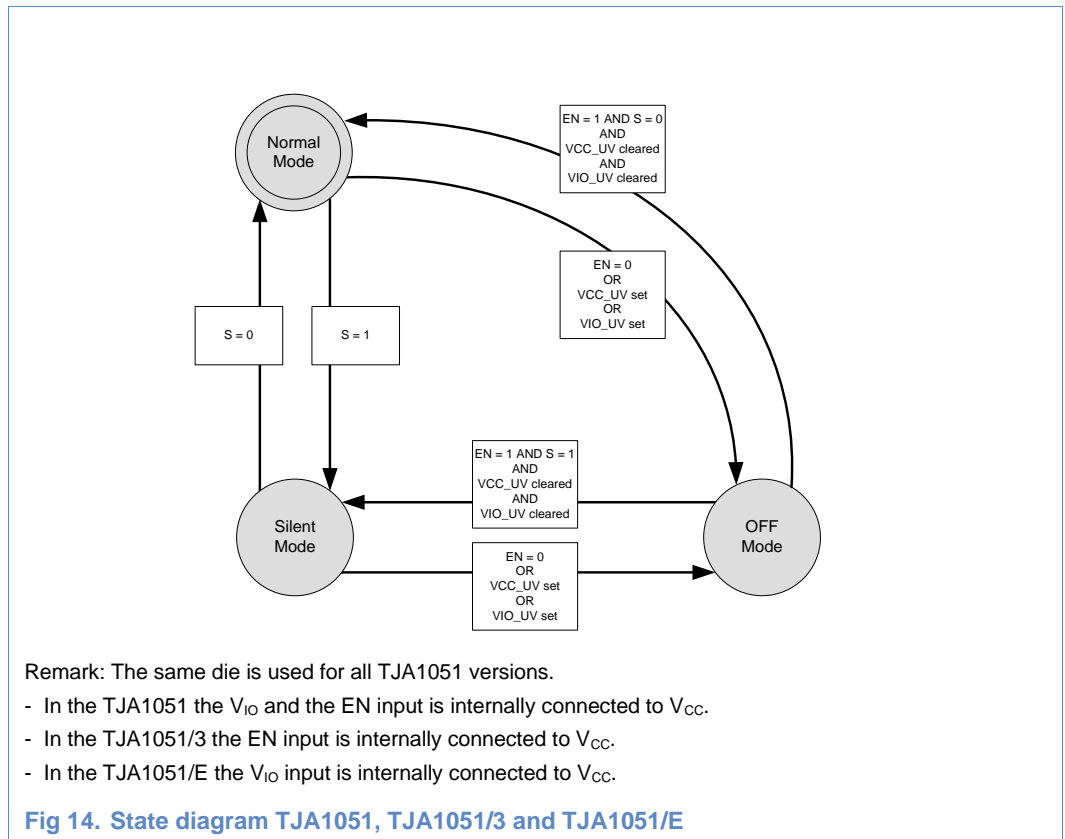 Normal
Mode
EN = 1 AND S = 0
AND
VCC_UV cleared
AND
VIO_UV cleared
EN = 0
OR
VCC_UV set
OR
VIO_UV set
S = 0
S = 1
EN = 1 AND S = 1
AND
VCC_UV cleared
AND
VIO_UV cleared
Silent
Mode
OFF
Mode
EN = 0
OR
VCC_UV set
OR
VIO_UV set
Remark: The same die is used for all TJA1051 versions.
- In the TJA1051 the VIO and the EN input is internally connected to VCC.
- In the TJA1051/3 the EN input is internally connected to VCC.
- In the TJA1051/E the VIO input is internally connected to VCC.
Fig 14. State diagram TJA1051, TJA1051/3 and TJA1051/E